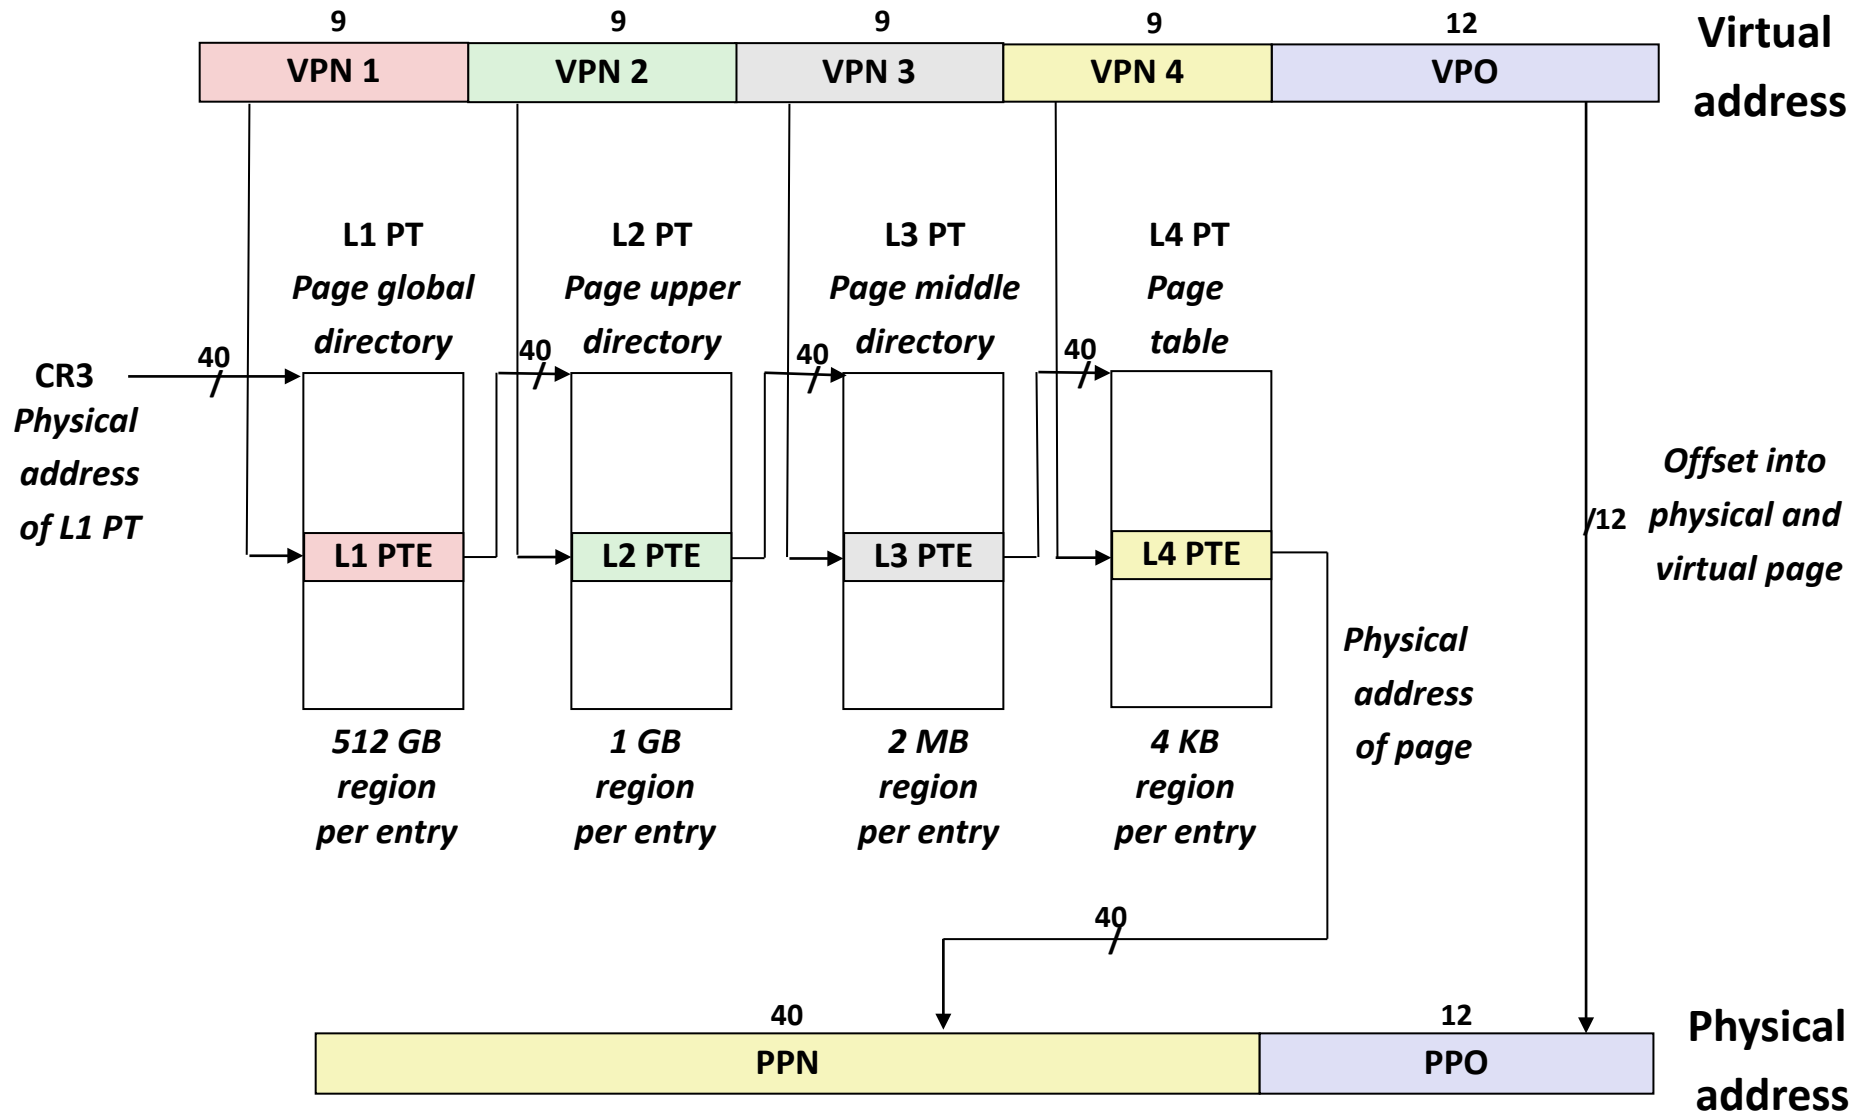 9 9 9 9 12
VPN 1 VPN 2 VPN 3 VPN 4 VPO
Virtual
address
L1 PT
Page global
directory
L2 PT
Page upper
directory
L3 PT
Page middle
directory
L4 PT
Page
table
CR3
Physical
address
of L1 PT
40
40
40
40
L1 PTE
L2 PTE
L3 PTE
L4 PTE
/12
Offset into
physical and
virtual page
512 GB
region
per entry
1 GB
region
per entry
2 MB
region
per entry
4 KB
region
per entry
Physical
address
of page
40
40 12
PPN PPO
Physical
address